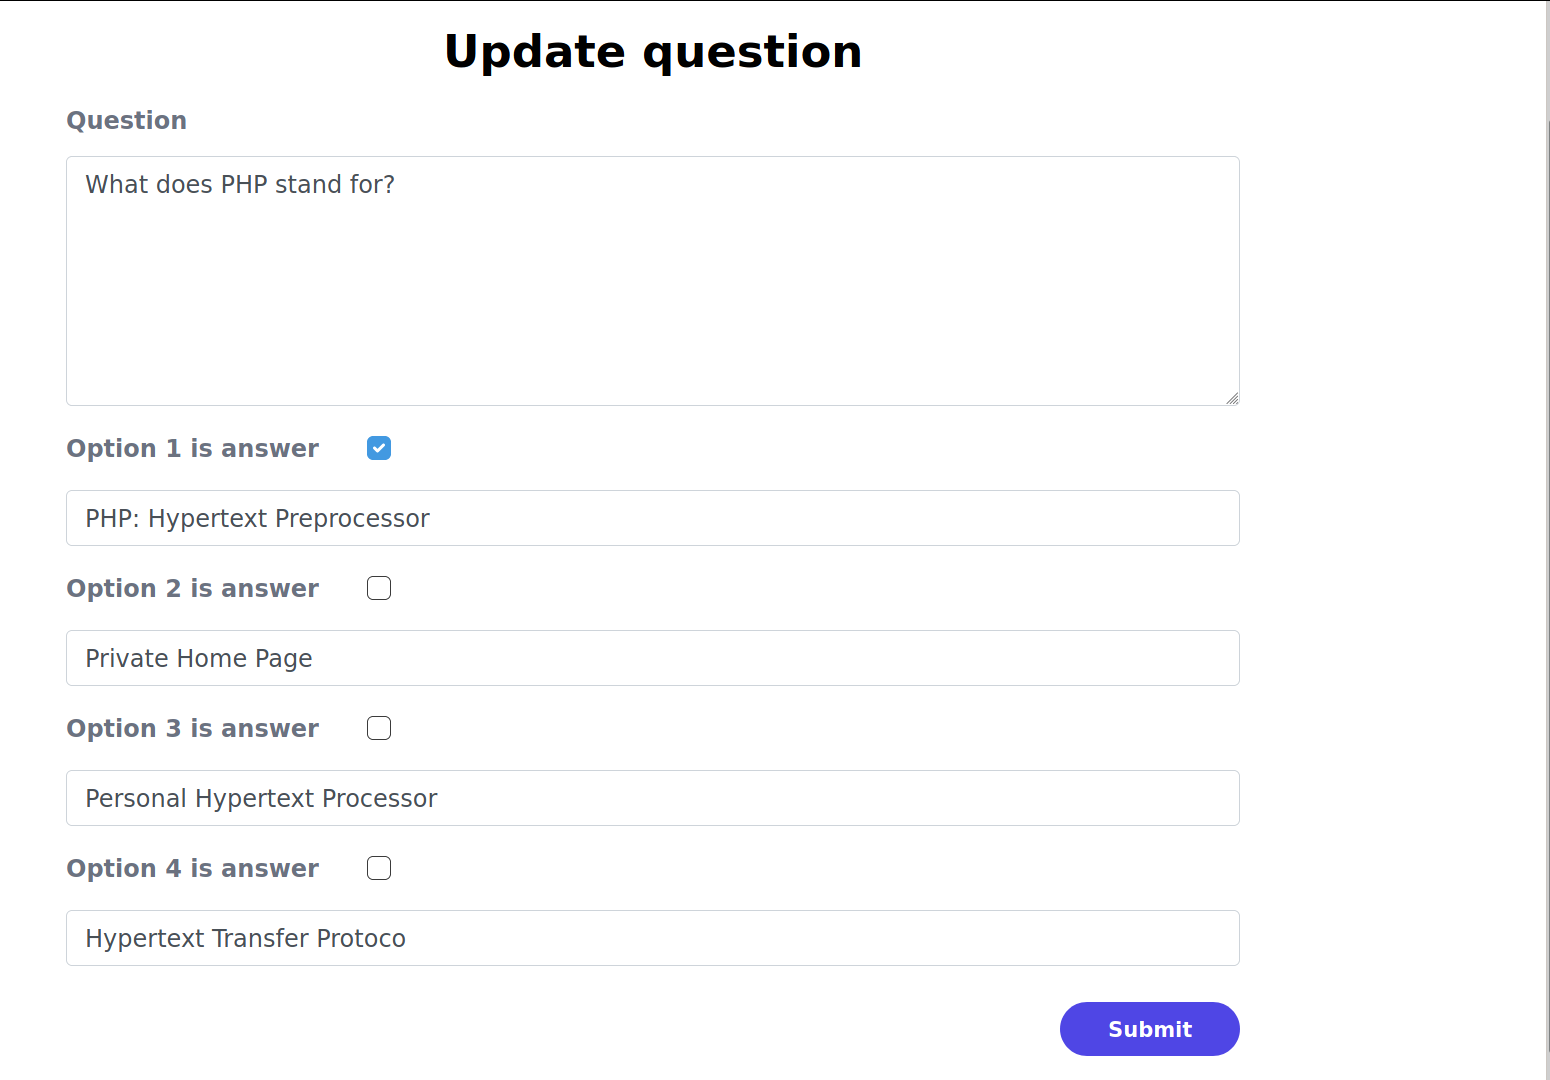 Update question
Question
What does PHP stand for?
Option 1 is answer
PHP: Hypertext Preprocessor
Option 2 is answer
Private Home Page
Option 3 is answer
Personal Hypertext Processor
Option 4 is answer
Hypertext Transfer Protoco
Submit